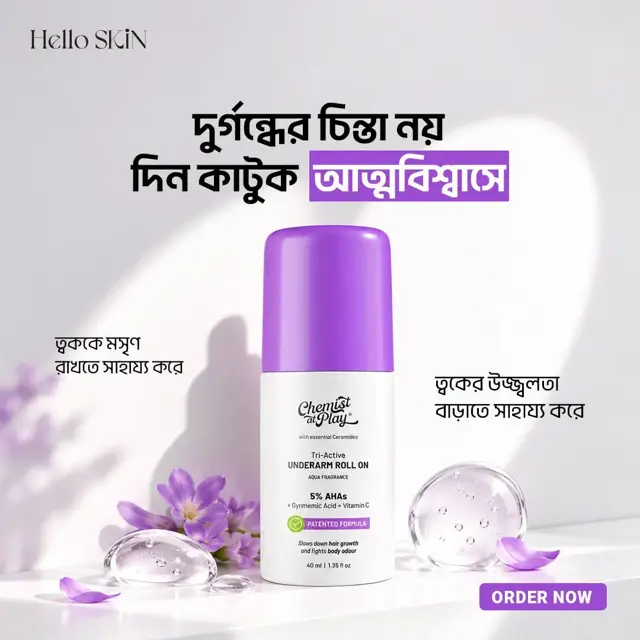 Hello SKiN
দুর্গন্ধের চিন্তা নয়
দিন কাটুক আত্মবিশ্বাসে
ত্বককে মসৃণ
রাখতে সাহায্য করে
ত্বকের উজ্জ্বলতা
বাড়াতে সাহায্য করে
Chemist
at Play®
with essential Ceramides
Tri-Active
UNDERARM ROLL ON
AQUA FRAGRANCE
5% AHAs
+ Gynmemic Acid + Vitamin C
PATENTED FORMULA
Slows down hair growth
and fights body odour
40 ml | 1.35 fl oz
ORDER NOW